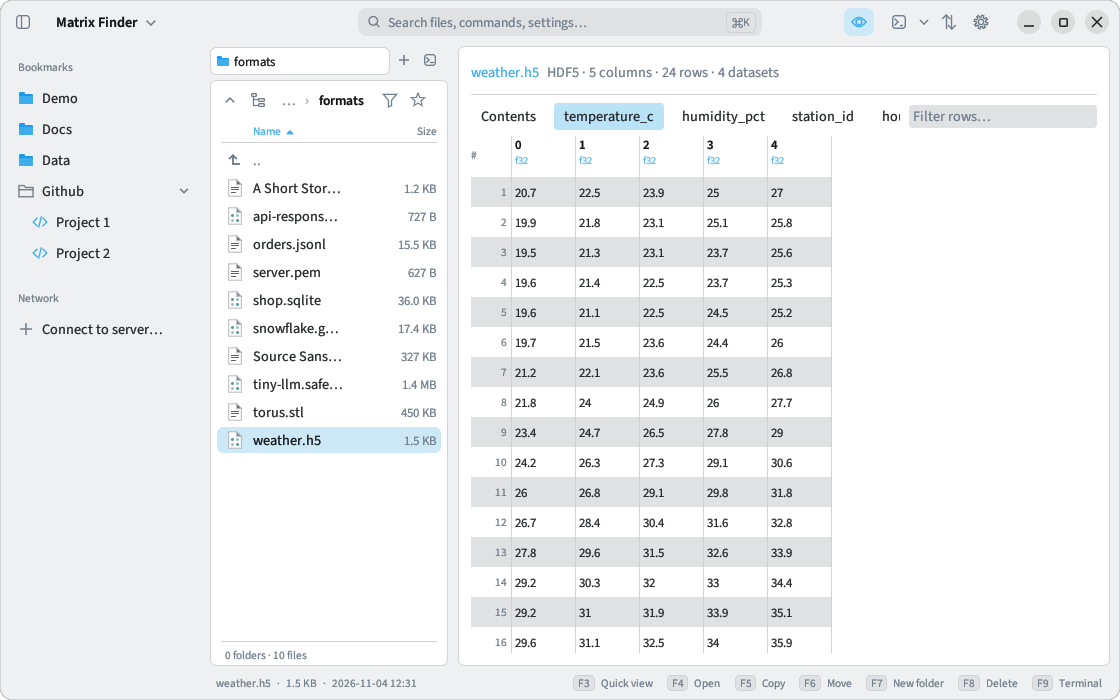 Matrix Finder
Search files, commands, settings…
⌘K
Bookmarks
Demo
Docs
Data
Github
Project 1
Project 2
Network
Connect to server…
formats
… › formats
Name Size
..
A Short Stor… 1.2 KB
api-respons… 727 B
orders.jsonl 15.5 KB
server.pem 627 B
shop.sqlite 36.0 KB
snowflake.g… 17.4 KB
Source Sans… 327 KB
tiny-llm.safe… 1.4 MB
torus.stl 450 KB
weather.h5 1.5 KB
0 folders · 10 files
weather.h5 HDF5 · 5 columns · 24 rows · 4 datasets
Contents temperature_c humidity_pct station_id hou Filter rows…
# 0 1 2 3 4
f32 f32 f32 f32 f32
1 20.7 22.5 23.9 25 27
2 19.9 21.8 23.1 25.1 25.8
3 19.5 21.3 23.1 23.7 25.6
4 19.6 21.4 22.5 23.7 25.3
5 19.6 21.1 22.5 24.5 25.2
6 19.7 21.5 23.6 24.4 26
7 21.2 22.1 23.6 25.5 26.8
8 21.8 24 24.9 26 27.7
9 23.4 24.7 26.5 27.8 29
10 24.2 26.3 27.3 29.1 30.6
11 26 26.8 29.1 29.8 31.8
12 26.7 28.4 30.4 31.6 32.8
13 27.8 29.6 31.5 32.6 33.9
14 29.2 30.3 32 33 34.4
15 29.2 31 31.9 33.9 35.1
16 29.6 31.1 32.5 34 35.9
weather.h5 · 1.5 KB · 2026-11-04 12:31
F3 Quick view F4 Open F5 Copy F6 Move F7 New folder F8 Delete F9 Terminal